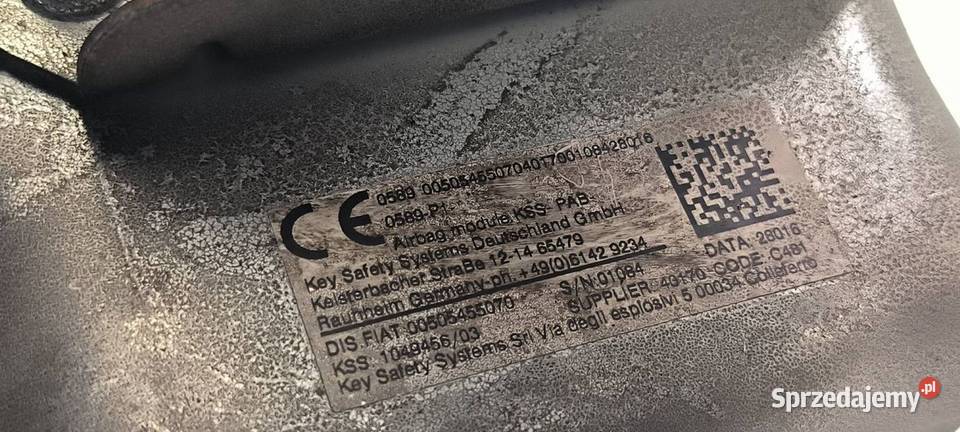 CE 0589 00505455070401700108428016
0589-P1
Airbag module KSS- PAB.
Key Safety Systems Deutschland GmbH
Kelsterbacher StraBe 12-14 65479
Raunheim Germany-ph. +49(0)6142 9234
DIS.FIAT 00505455070 S/N:01084 DATA: 28016
KSS 1049456/03 SUPPLIER 40170 CODE C481
Key Safety Systems Srl Via degli esplosivi 5 00034 Colleferro
Sprzedajemy.pl